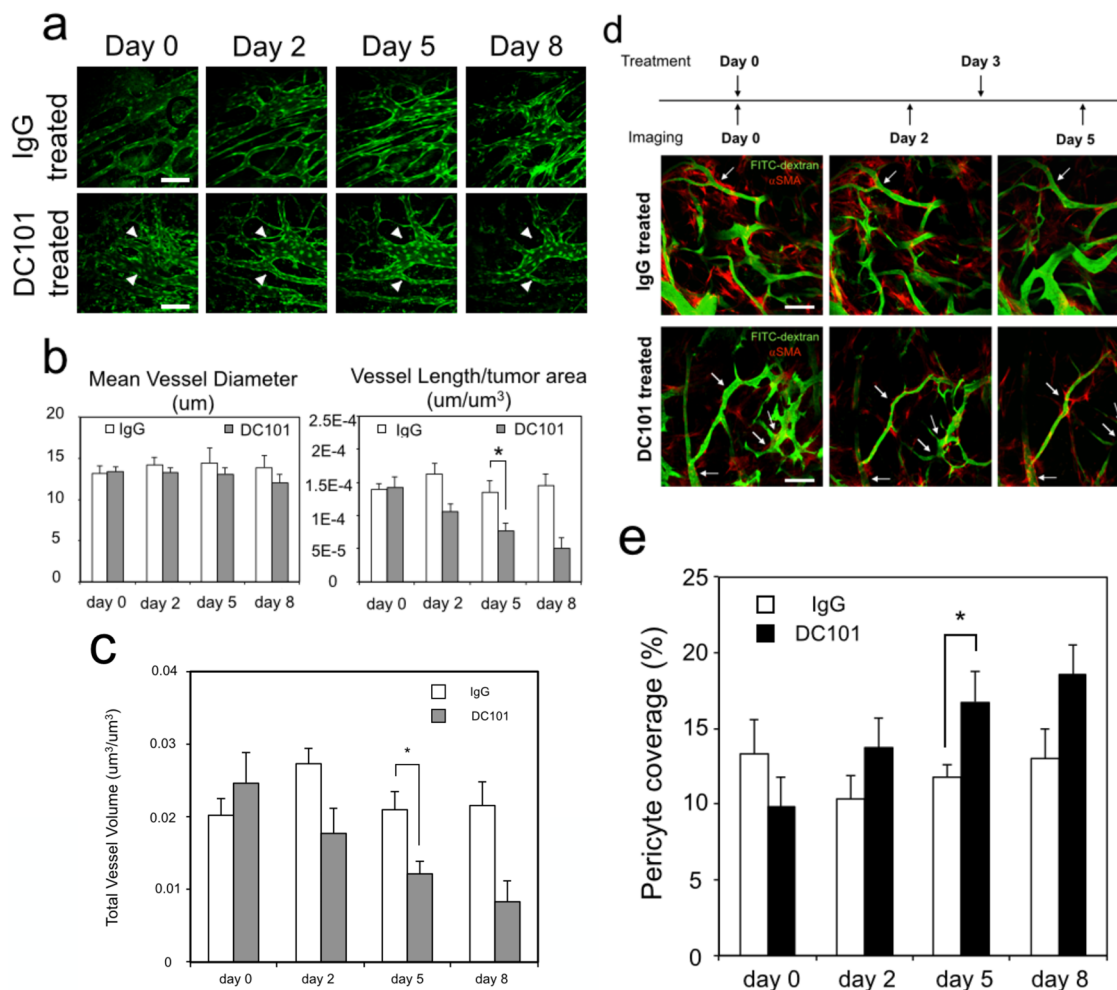 a
Day 0 Day 2 Day 5 Day 8
IgG treated
DC101 treated
b
Mean Vessel Diameter
(um)
IgG DC101
20
15
10
5
0
day 0 day 2 day 5 day 8
Vessel Length/tumor area
(um/um³)
2.5E-4
2E-4
1.5E-4
1E-4
5E-5
0
IgG DC101
*
day 0 day 2 day 5 day 8
c
Total Vessel Volume (um³/um³)
0.04
0.03
0.02
0.01
0
IgG
DC101
*
day 0 day 2 day 5 day 8
d
Treatment Day 0 Day 3
Imaging Day 0 Day 2 Day 5
IgG treated
FITC-dextran
αSMA
DC101 treated
FITC-dextran
αSMA
e
Pericyte coverage (%)
25
20
15
10
5
0
IgG
DC101
*
day 0 day 2 day 5 day 8